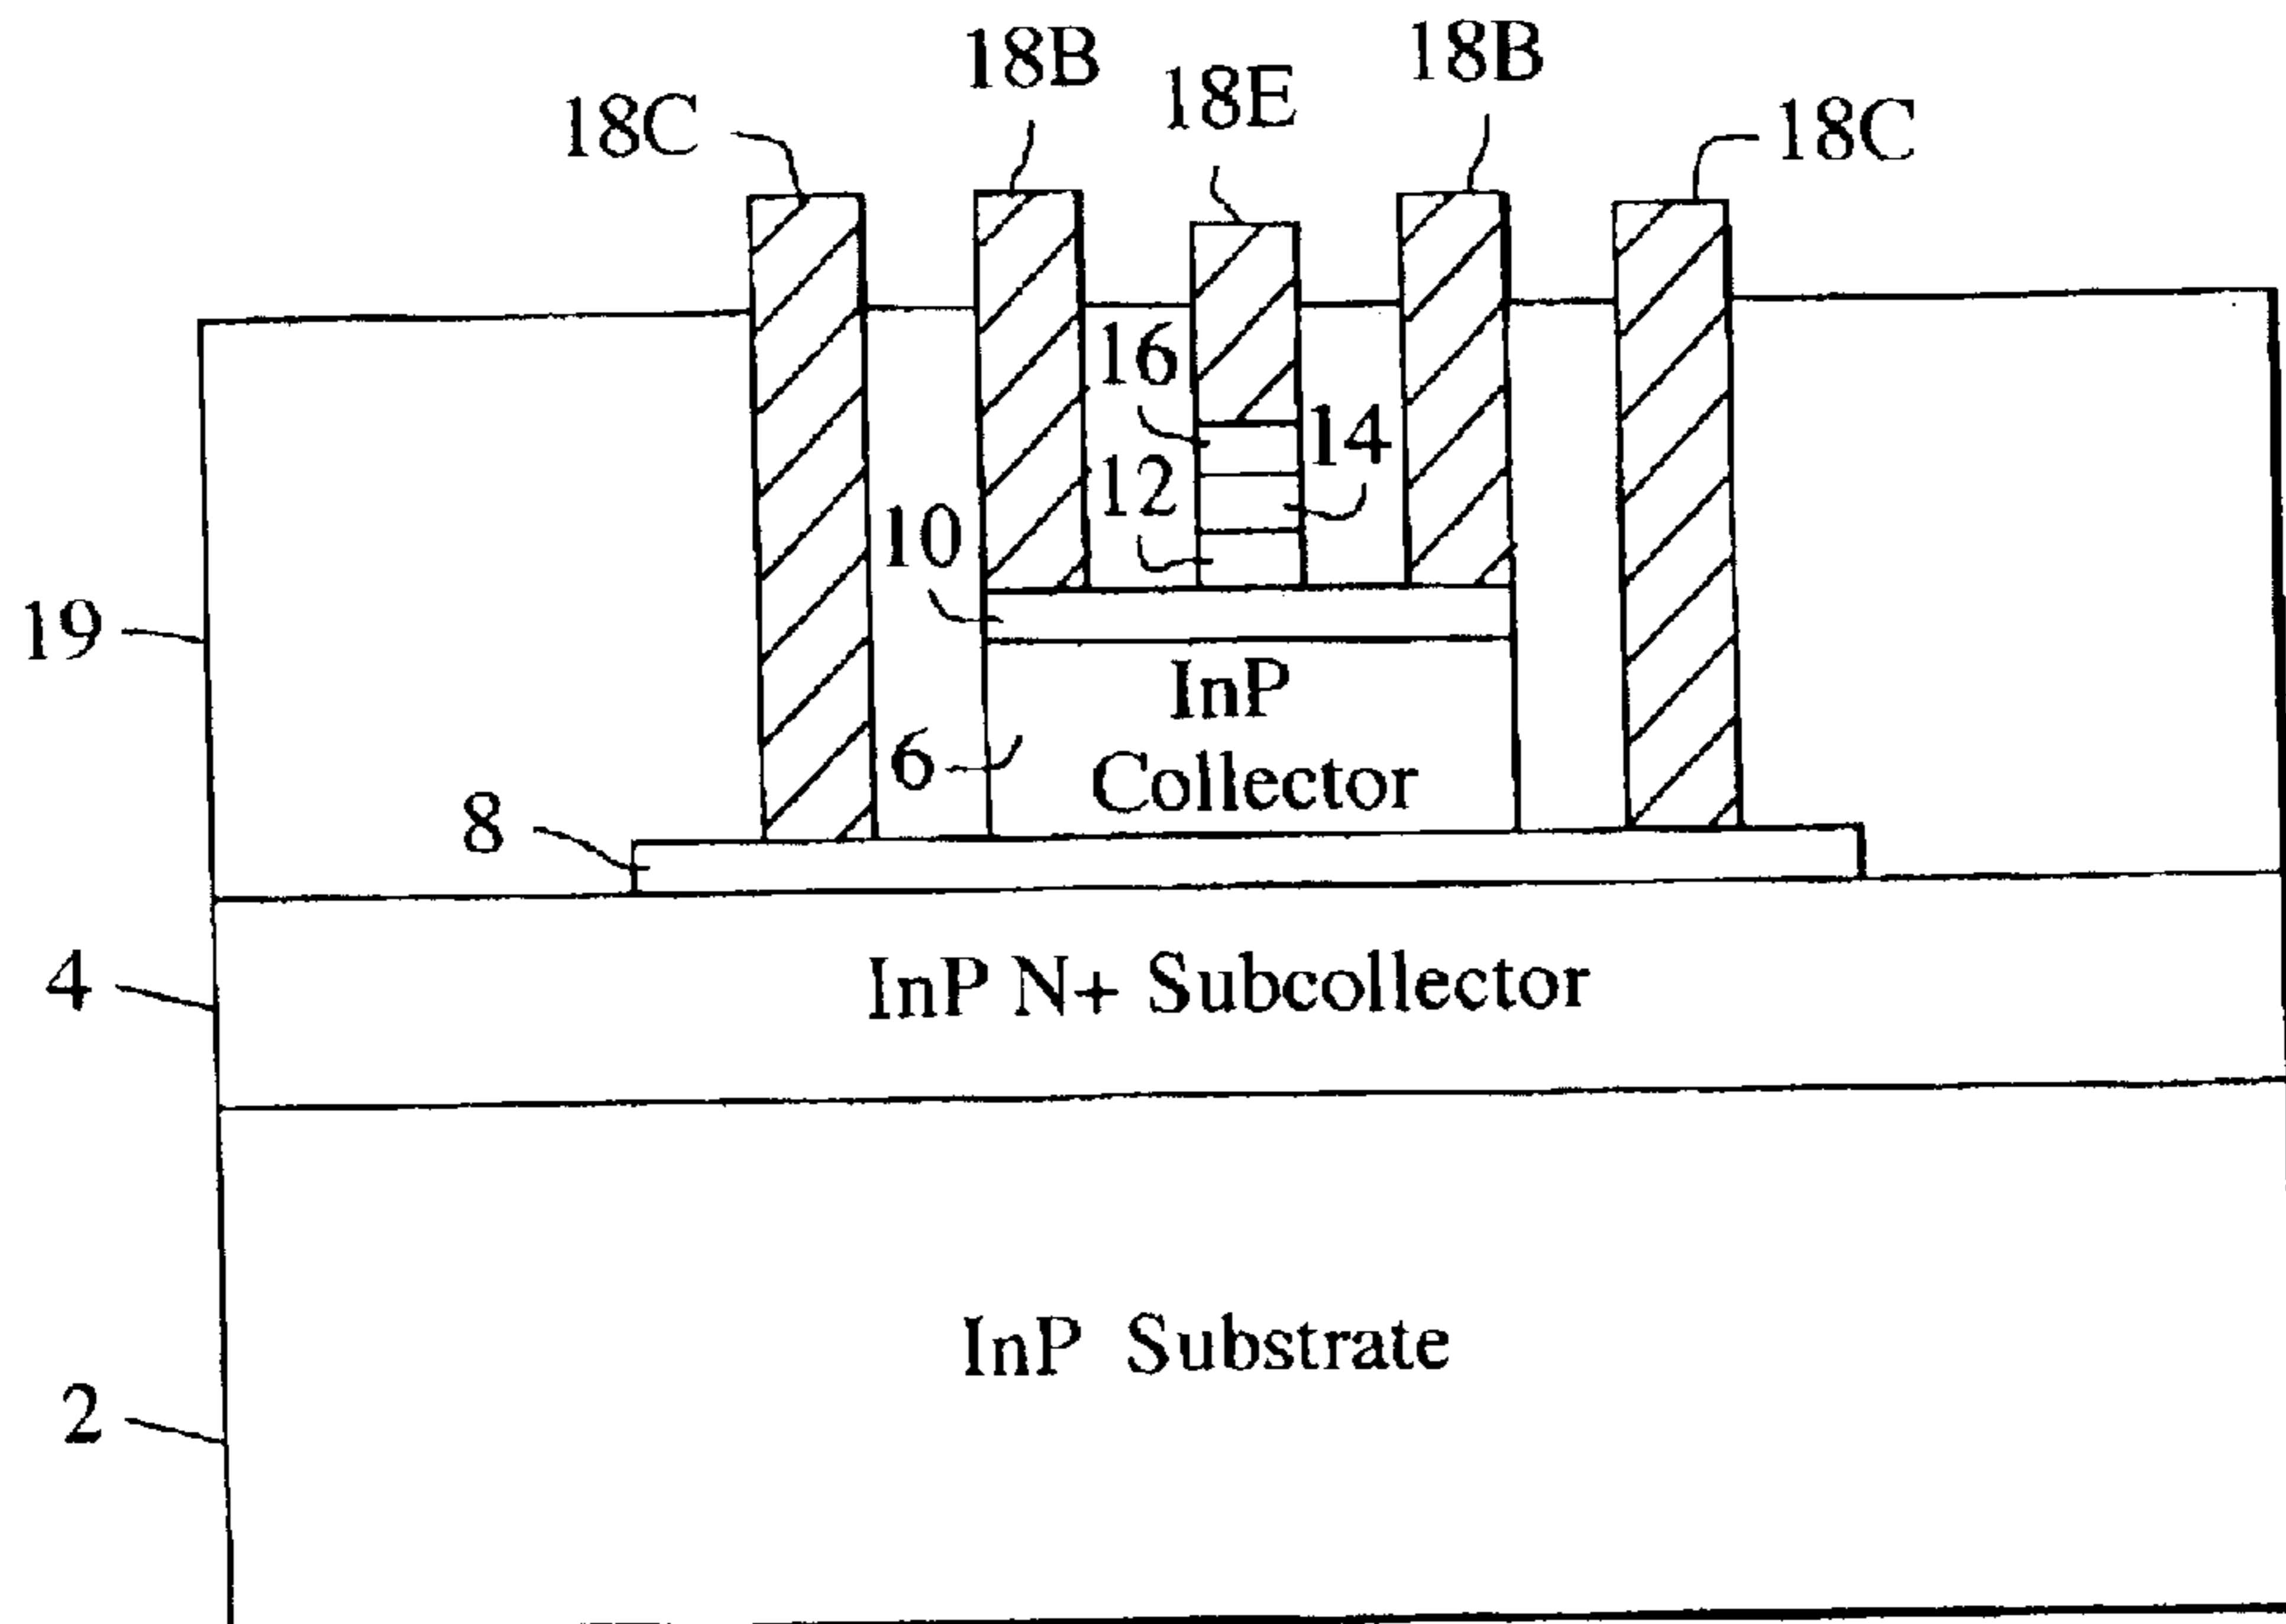 18B
18B
18E
18C
18C
16
14
12
10
19
InP
Collector
6
8
4
InP N+ Subcollector
InP Substrate
2